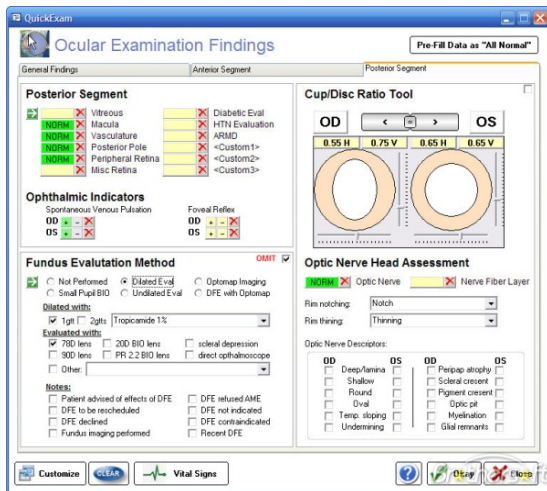 QuickExam
Ocular Examination Findings
Pre-Fill Data as "All Normal"
General Findings
Anterior Segment
Posterior Segment
Posterior Segment
Vitreous
NORM Macula
NORM Vasculature
NORM Posterior Pole
NORM Peripheral Retina
Misc Retina
Diabetic Eval
HTN Evaluation
ARMD
<Custom1>
<Custom2>
<Custom3>
Ophthalmic Indicators
Spontaneous Venous Pulsation
OD + -
OS + -
Foveal Reflex
OD + -
OS + -
Cup/Disc Ratio Tool
OD < = > OS
0.55 H 0.75 V 0.65 H 0.65 V
Fundus Evalutation Method
OMIT
Not Performed Dilated Eval Optomap Imaging
Small Pupil BIO Undilated Eval DFE with Optomap
Dilated with:
1gtt 2gtts Tropicamide 1%
Evaluated with:
78D lens 20D BIO lens scleral depression
90D lens PR 2.2 BIO lens direct opthalmoscope
Other:
Notes:
Patient advised of effects of DFE
DFE to be rescheduled
DFE declined
Fundus imaging performed
DFE refused AME
DFE not indicated
DFE contraindicated
Recent DFE
Optic Nerve Head Assessment
NORM Optic Nerve Nerve Fiber Layer
Rim notching: Notch
Rim thining: Thinning
Optic Nerve Descriptors:
OD OS OD OS
Deep/lamina Peripap atrophy
Shallow Scleral cresent
Round Pigment cresent
Oval Optic pit
Temp. sloping Myelination
Undermining Glial remnants
Customize
CLEAR
Vital Signs
?
Okay
Close